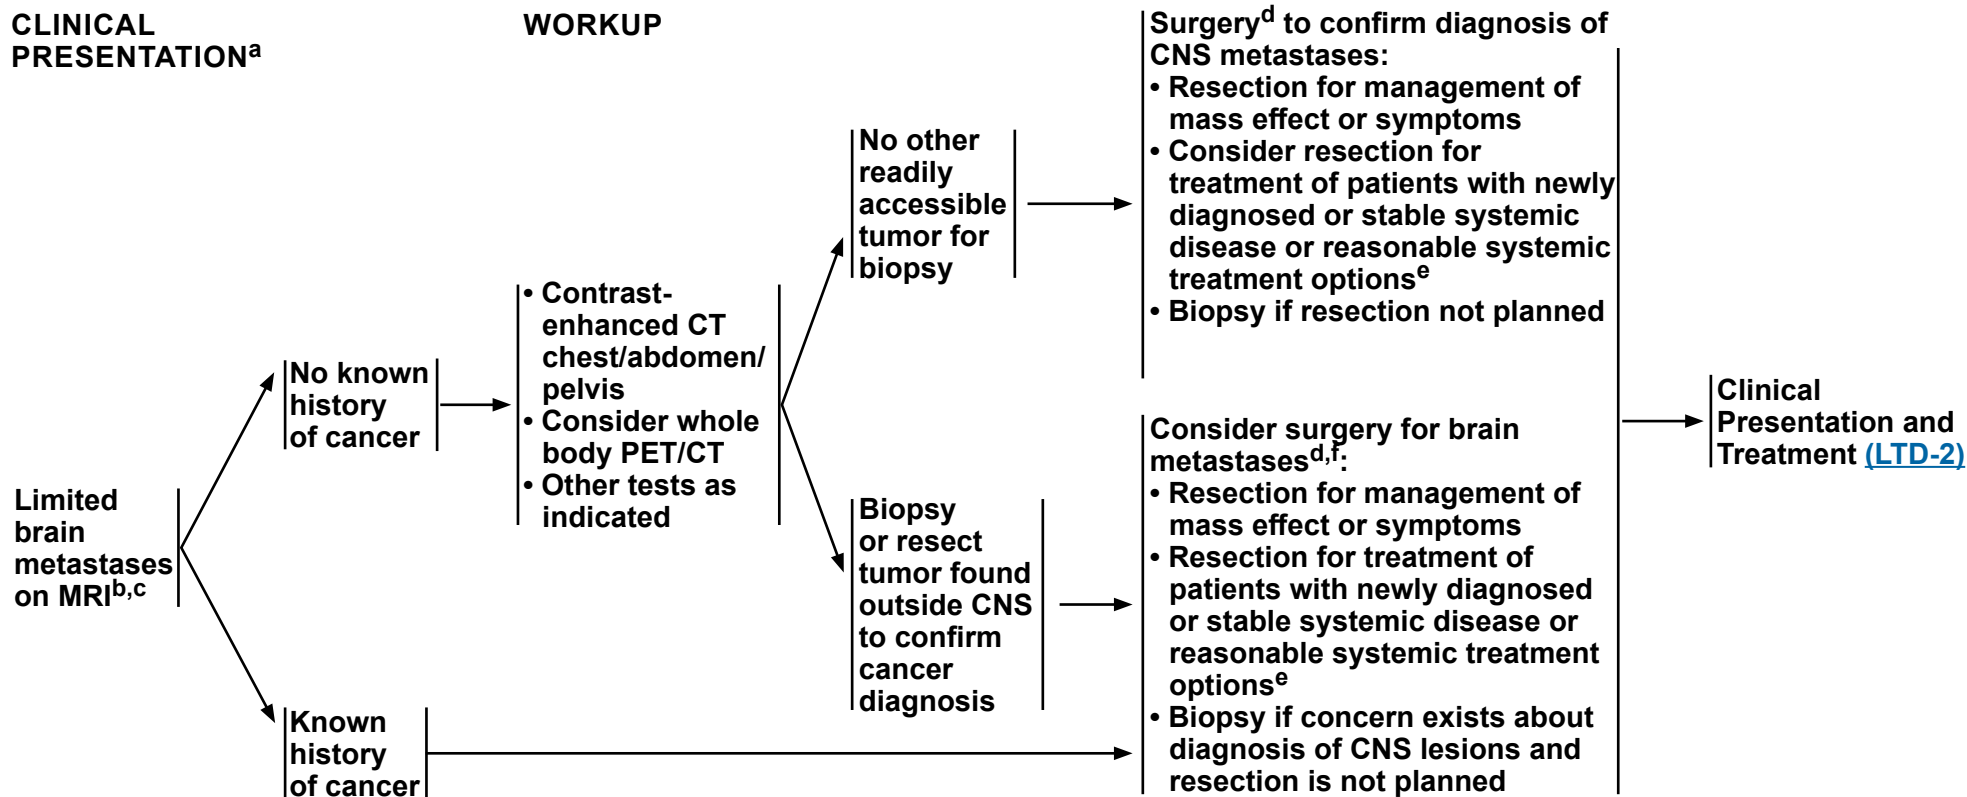 CLINICAL
PRESENTATIONa
WORKUP
Limited
brain
metastases
on MRIb,c
No known
history
of cancer
Known
history
of cancer
• Contrast-
enhanced CT
chest/abdomen/
pelvis
• Consider whole
body PET/CT
• Other tests as
indicated
No other
readily
accessible
tumor for
biopsy
Biopsy
or resect
tumor found
outside CNS
to confirm
cancer
diagnosis
Surgeryd to confirm diagnosis of
CNS metastases:
• Resection for management of
mass effect or symptoms
• Consider resection for
treatment of patients with newly
diagnosed or stable systemic
disease or reasonable systemic
treatment optionse
• Biopsy if resection not planned
Consider surgery for brain
metastasesd,f:
• Resection for management of
mass effect or symptoms
• Resection for treatment of
patients with newly diagnosed
or stable systemic disease or
reasonable systemic treatment
optionse
• Biopsy if concern exists about
diagnosis of CNS lesions and
resection is not planned
Clinical
Presentation and
Treatment (LTD-2)